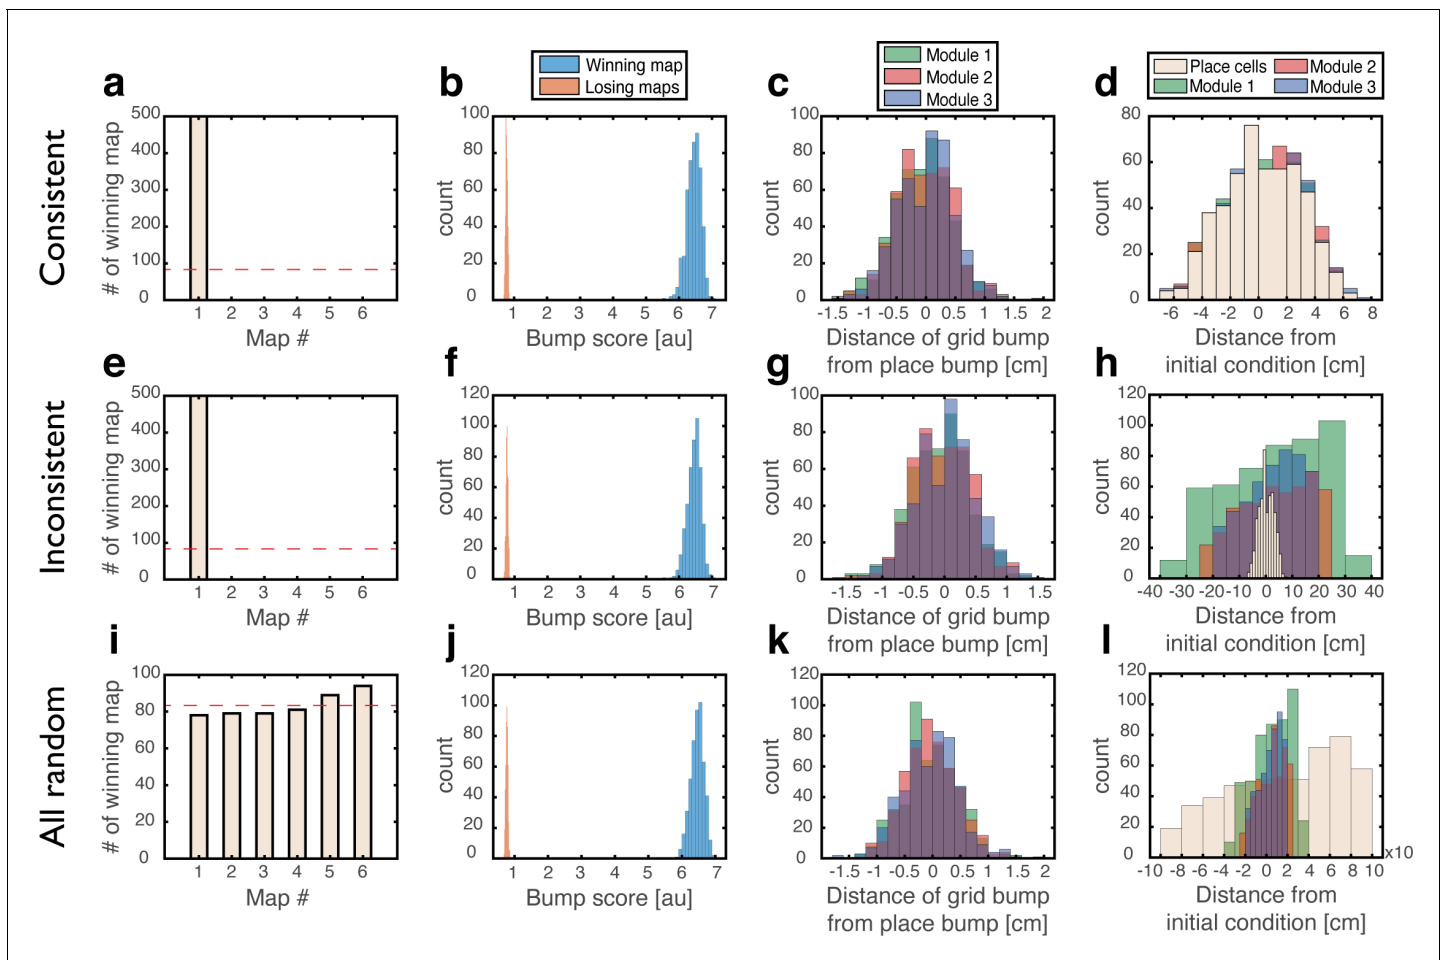 Consistent
a
500
400
300
200
100
0
# of winning map
1 2 3 4 5 6
Map #
b
Winning map
Losing maps
100
80
60
40
20
0
count
1 2 3 4 5 6 7
Bump score [au]
c
Module 1
Module 2
Module 3
100
80
60
40
20
0
count
-1.5 -1 -0.5 0 0.5 1 1.5 2
Distance of grid bump
from place bump [cm]
d
Place cells Module 2
Module 1 Module 3
80
60
40
20
0
count
-6 -4 -2 0 2 4 6 8
Distance from
initial condition [cm]
Inconsistent
e
500
400
300
200
100
0
# of winning map
1 2 3 4 5 6
Map #
f
120
100
80
60
40
20
0
count
1 2 3 4 5 6 7
Bump score [au]
g
100
80
60
40
20
0
count
-1.5 -1 -0.5 0 0.5 1 1.5
Distance of grid bump
from place bump [cm]
h
120
100
80
60
40
20
0
count
-40 -30 -20 -10 0 10 20 30 40
Distance from
initial condition [cm]
All random
i
100
80
60
40
20
0
# of winning map
1 2 3 4 5 6
Map #
j
120
100
80
60
40
20
0
count
1 2 3 4 5 6 7
Bump score [au]
k
120
100
80
60
40
20
0
count
-1.5 -1 -0.5 0 0.5 1 1.5 2
Distance of grid bump
from place bump [cm]
l
120
100
80
60
40
20
0
count
-10 -8 -6 -4 -2 0 2 4 6 8 10
x10
Distance from
initial condition [cm]